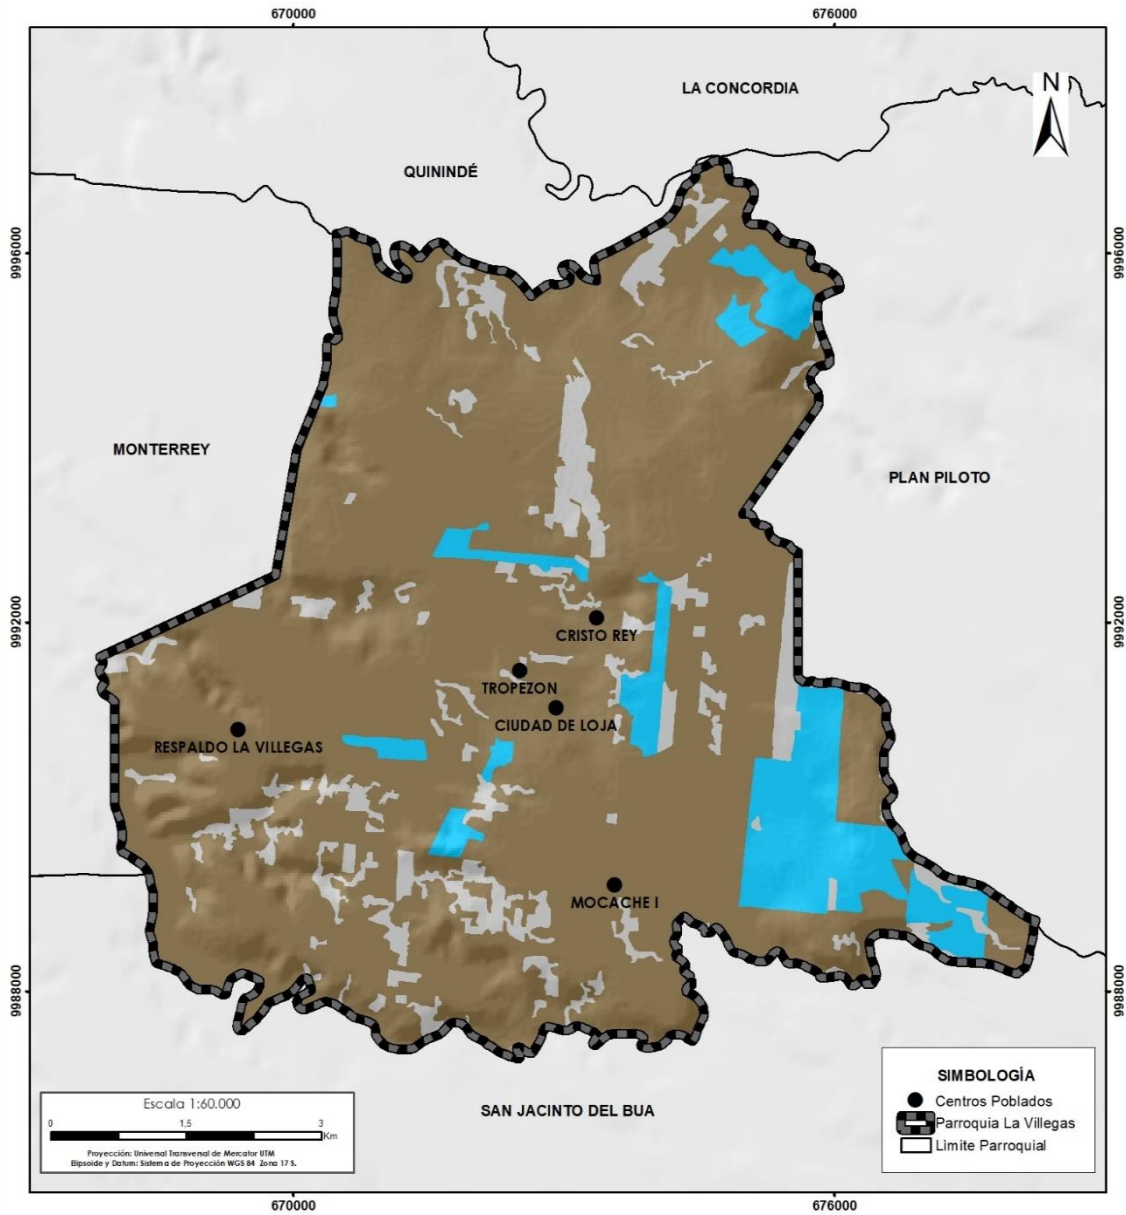 670000
676000
N
LA CONCORDIA
QUININDÉ
9996000
9996000
MONTERREY
PLAN PILOTO
9992000
9992000
CRISTO REY
TROPEZON
CIUDAD DE LOJA
RESPALDO LA VILLEGAS
MOCACHE I
9988000
9988000
SIMBOLOGÍA
Centros Poblados
Parroquia La Villegas
Lìmite Parroquial
Escala 1:60.000
0 1,5 3
Km
Proyección: Universal Transversal de Mercator UTM
Elipsoide y Datum: Sistema de Proyección WGS 84 Zona 17 S.
SAN JACINTO DEL BUA
670000
676000